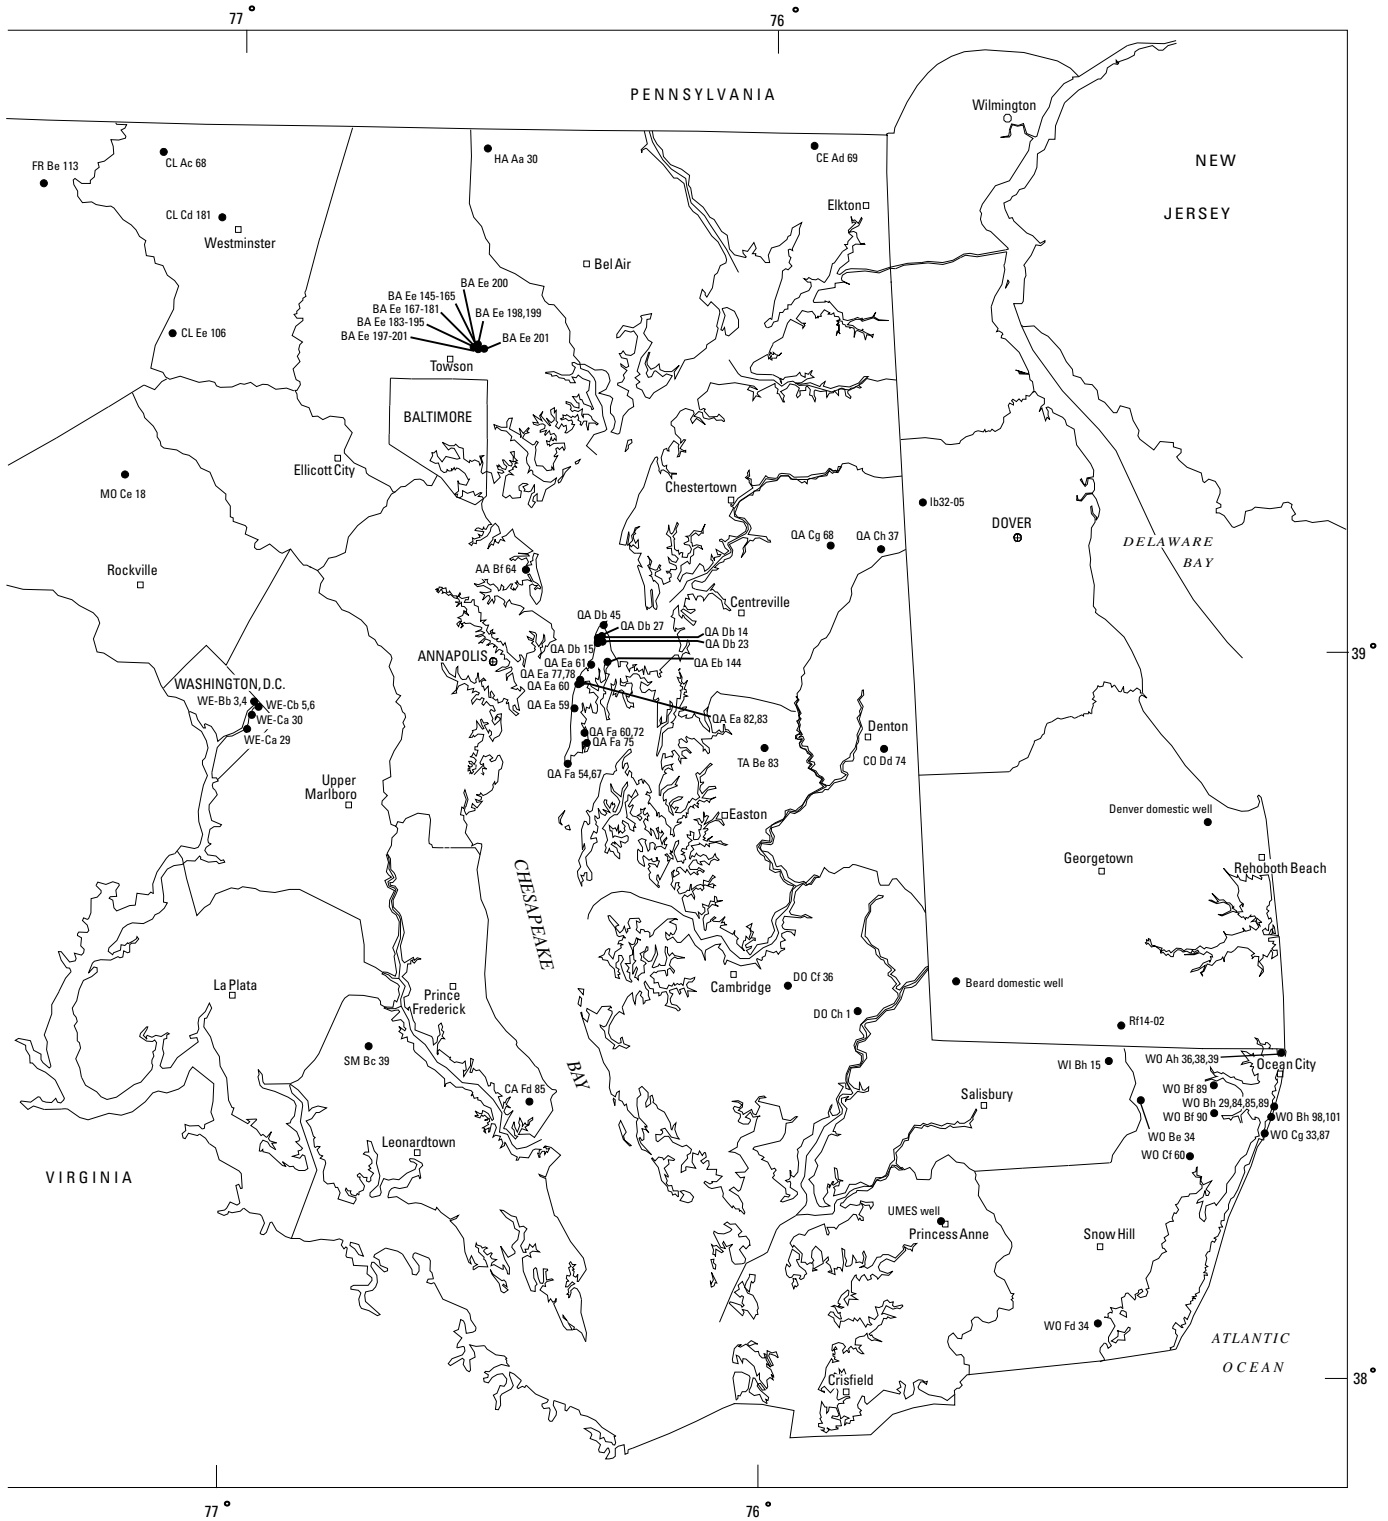 77°
76°
PENNSYLVANIA
Wilmington
NEW
JERSEY
FR Be 113
CL Ac 68
HA Aa 30
CE Ad 69
CL Cd 181
Westminster
Elkton
Bel Air
BA Ee 200
BA Ee 145-165
BA Ee 167-181
BA Ee 198,199
BA Ee 183-195
BA Ee 197-201
BA Ee 201
CL Ee 106
Towson
BALTIMORE
Ellicott City
MO Ce 18
Chestertown
Ib32-05
DOVER
QA Cg 68
QA Ch 37
DELAWARE
BAY
Rockville
AA Bf 64
Centreville
QA Db 45
QA Db 27
QA Db 14
QA Db 23
QA Db 15
ANNAPOLIS
QA Ea 61
QA Eb 144
39°
QA Ea 77,78
QA Ea 60
WASHINGTON,D.C.
WE-Bb 3,4
WE-Cb 5,6
WE-Ca 30
WE-Ca 29
QA Ea 59
QA Ea 82,83
QA Fa 60,72
QA Fa 75
Denton
TA Be 83
CO Dd 74
QA Fa 54,67
Upper
Marlboro
Easton
Denver domestic well
Georgetown
Rehoboth Beach
CHESAPEAKE
BAY
La Plata
Prince
Frederick
Cambridge
DO Cf 36
Beard domestic well
DO Ch 1
Rf14-02
SM Bc 39
WO Ah 36,38,39
Ocean City
WI Bh 15
CA Fd 85
Salisbury
WO Bf 89
WO Bh 29,84,85,89
WO Bf 90
WO Bh 98,101
WO Be 34
WO Cg 33,87
WO Cf 60
Leonardtown
VIRGINIA
UMES well
Princess Anne
Snow Hill
WO Fd 34
ATLANTIC
OCEAN
Crisfield
38°
77°
76°